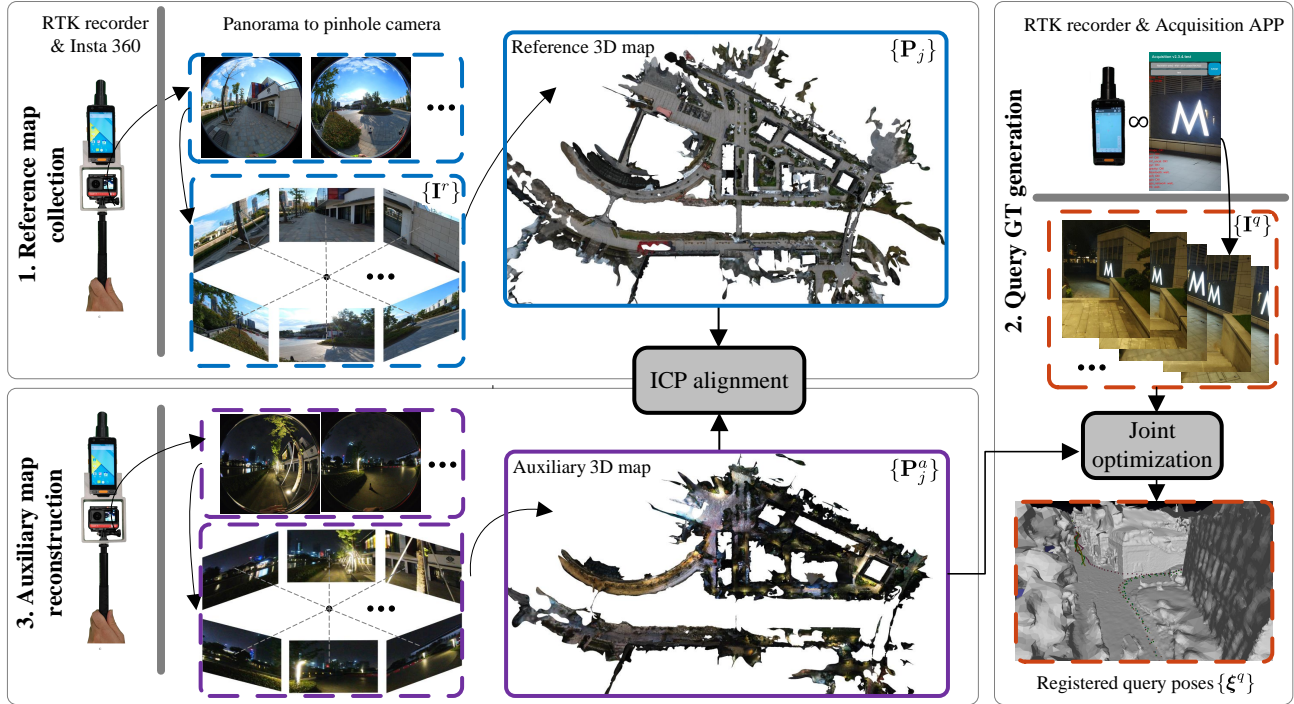 RTK recorder
& Insta 360
Panorama to pinhole camera
1. Reference map
collection
{I^r}
Reference 3D map
{P_j}
ICP alignment
3. Auxiliary map
reconstruction
Auxiliary 3D map
{P_j^a}
RTK recorder & Acquisition APP
∞
M
2. Query GT generation
{I^q}
M
M
M
M
Joint
optimization
Registered query poses {ξ^q}